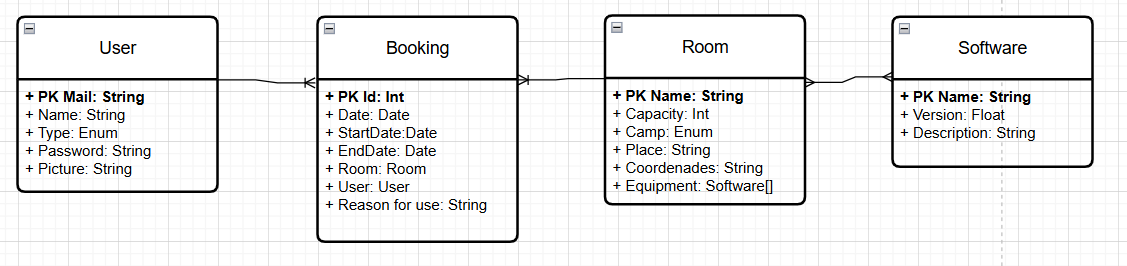 User
+ PK Mail: String
+ Name: String
+ Type: Enum
+ Password: String
+ Picture: String
Booking
+ PK Id: Int
+ Date: Date
+ StartDate:Date
+ EndDate: Date
+ Room: Room
+ User: User
+ Reason for use: String
Room
+ PK Name: String
+ Capacity: Int
+ Camp: Enum
+ Place: String
+ Coordenades: String
+ Equipment: Software[]
Software
+ PK Name: String
+ Version: Float
+ Description: String